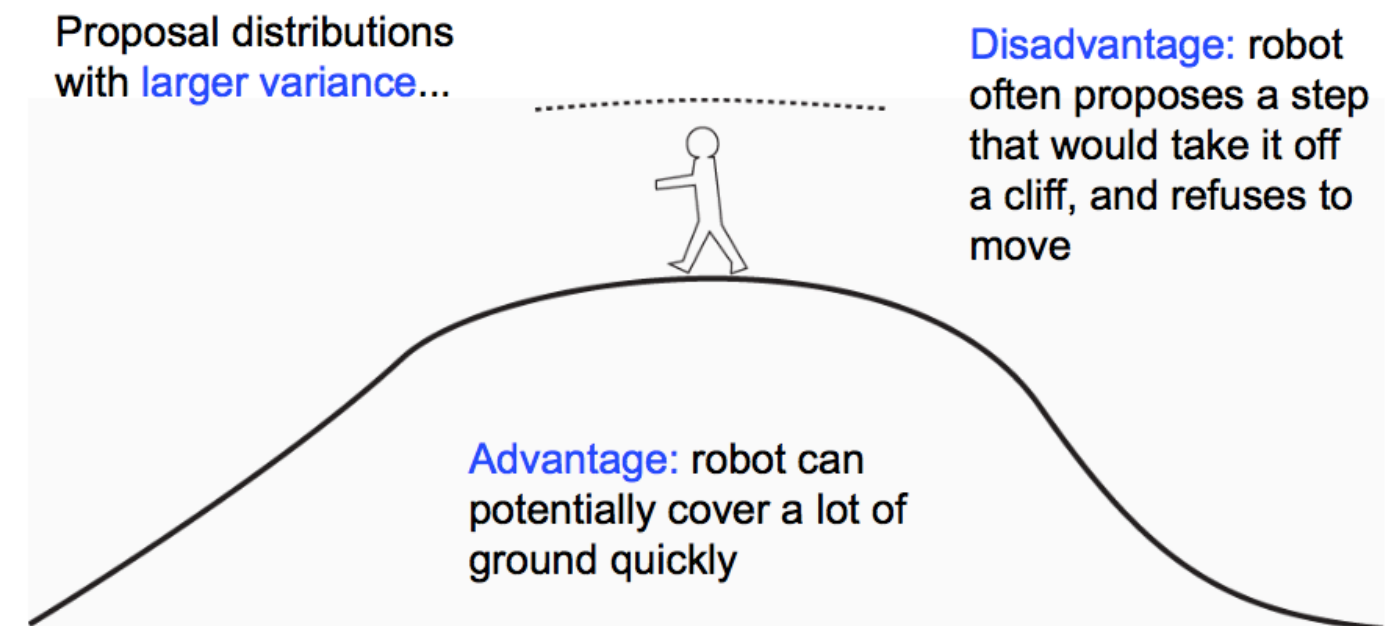 Proposal distributions
with larger variance...
Disadvantage: robot
often proposes a step
that would take it off
a cliff, and refuses to
move
Advantage: robot can
potentially cover a lot of
ground quickly